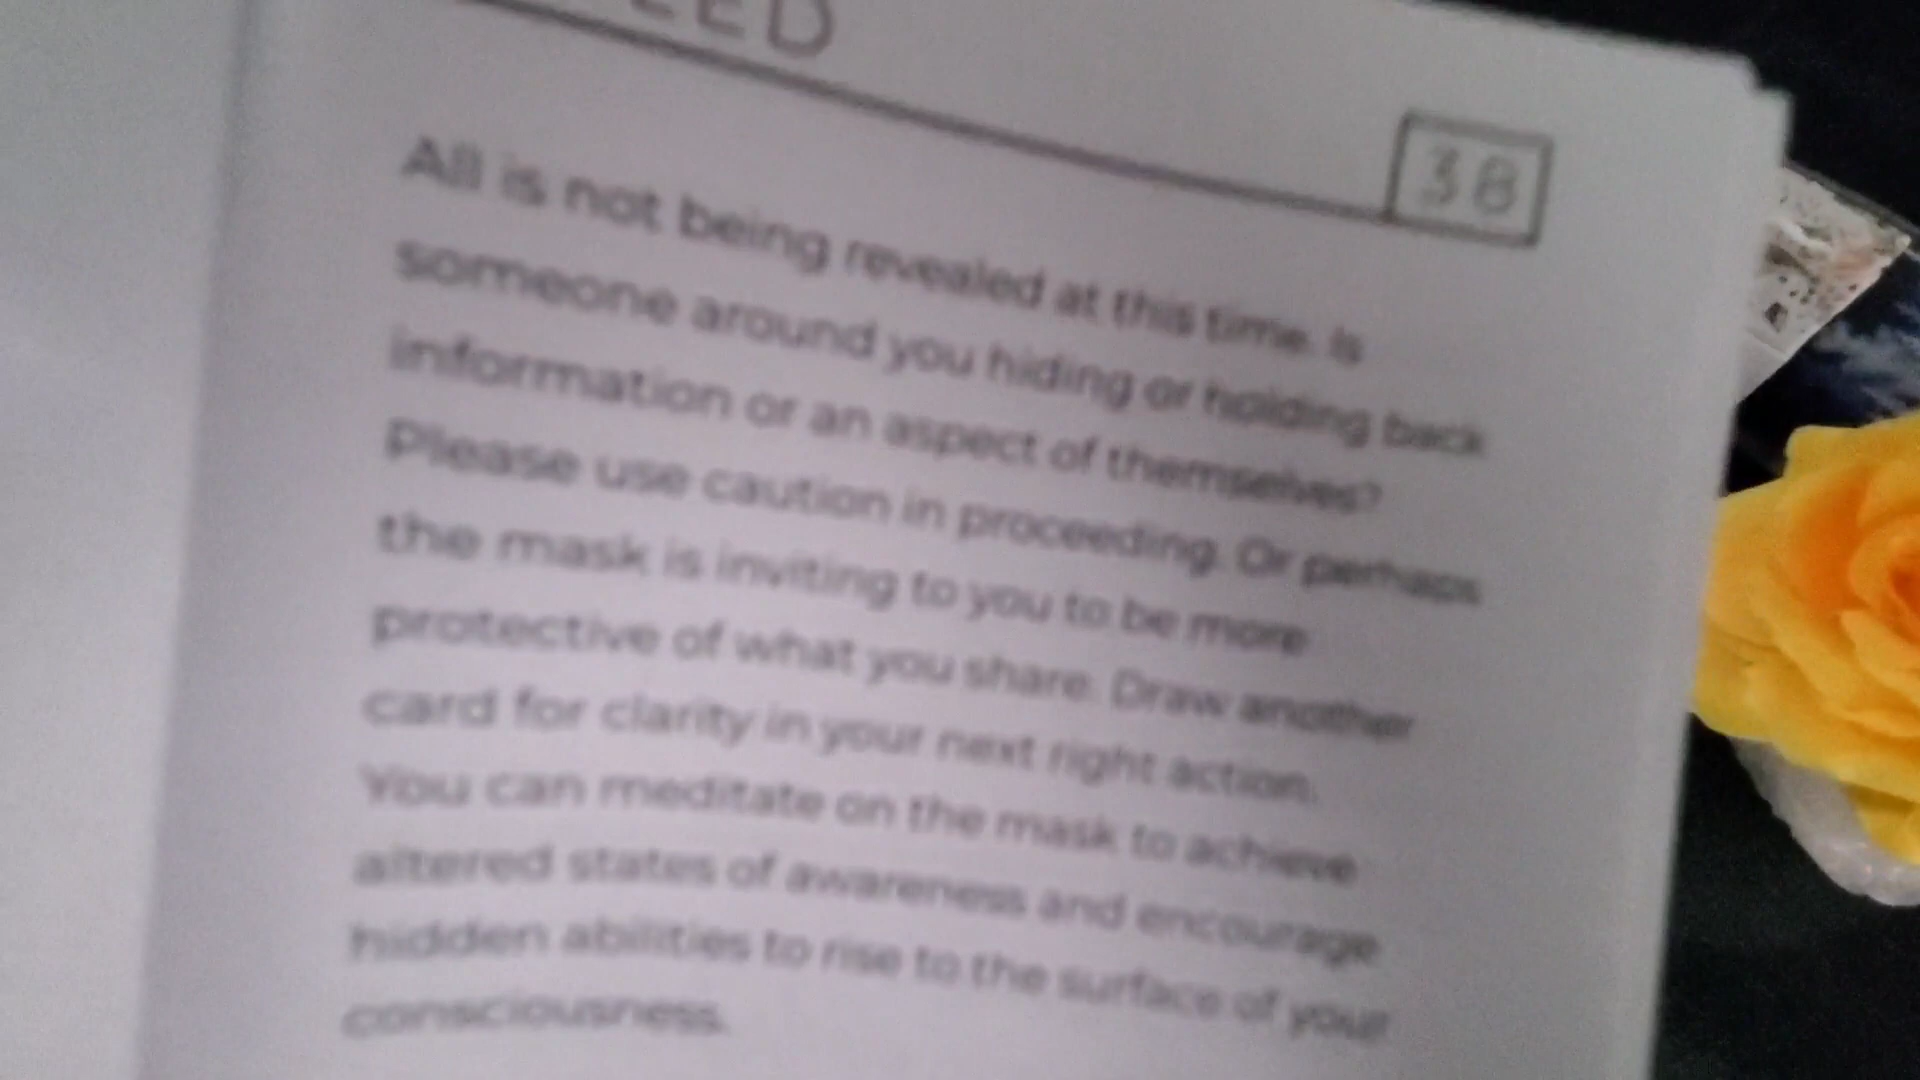 EED
38
All is not being revealed at this time. Is
someone around you hiding or holding back
information or an aspect of themselves?
Please use caution in proceeding. Or perhaps
the mask is inviting to you to be more
protective of what you share. Draw another
card for clarity in your next right action.
You can meditate on the mask to achieve
altered states of awareness and encourage
hidden abilities to rise to the surface of your
consciousness.